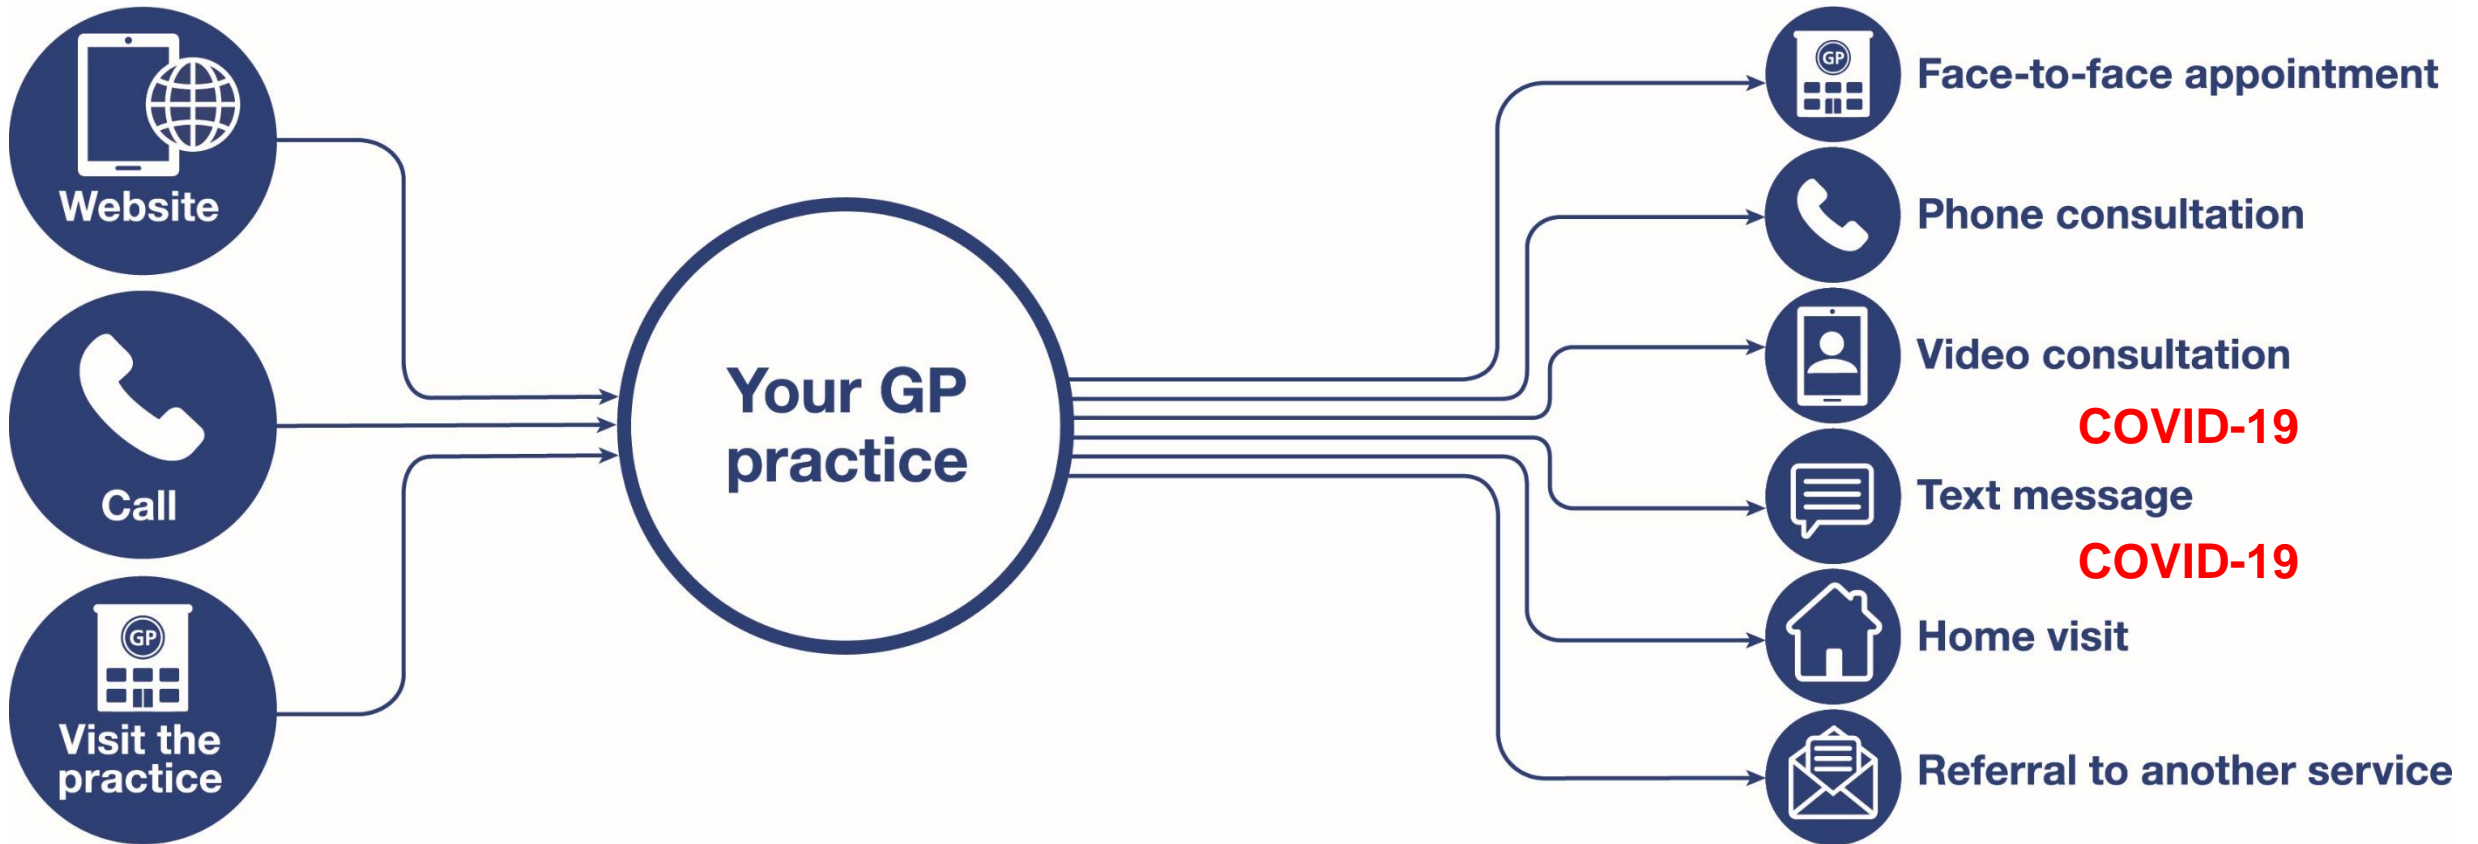 Website
Call
GP
Visit the
practice
Your GP
practice
GP
Face-to-face appointment
Phone consultation
Video consultation
COVID-19
Text message
COVID-19
Home visit
Referral to another service